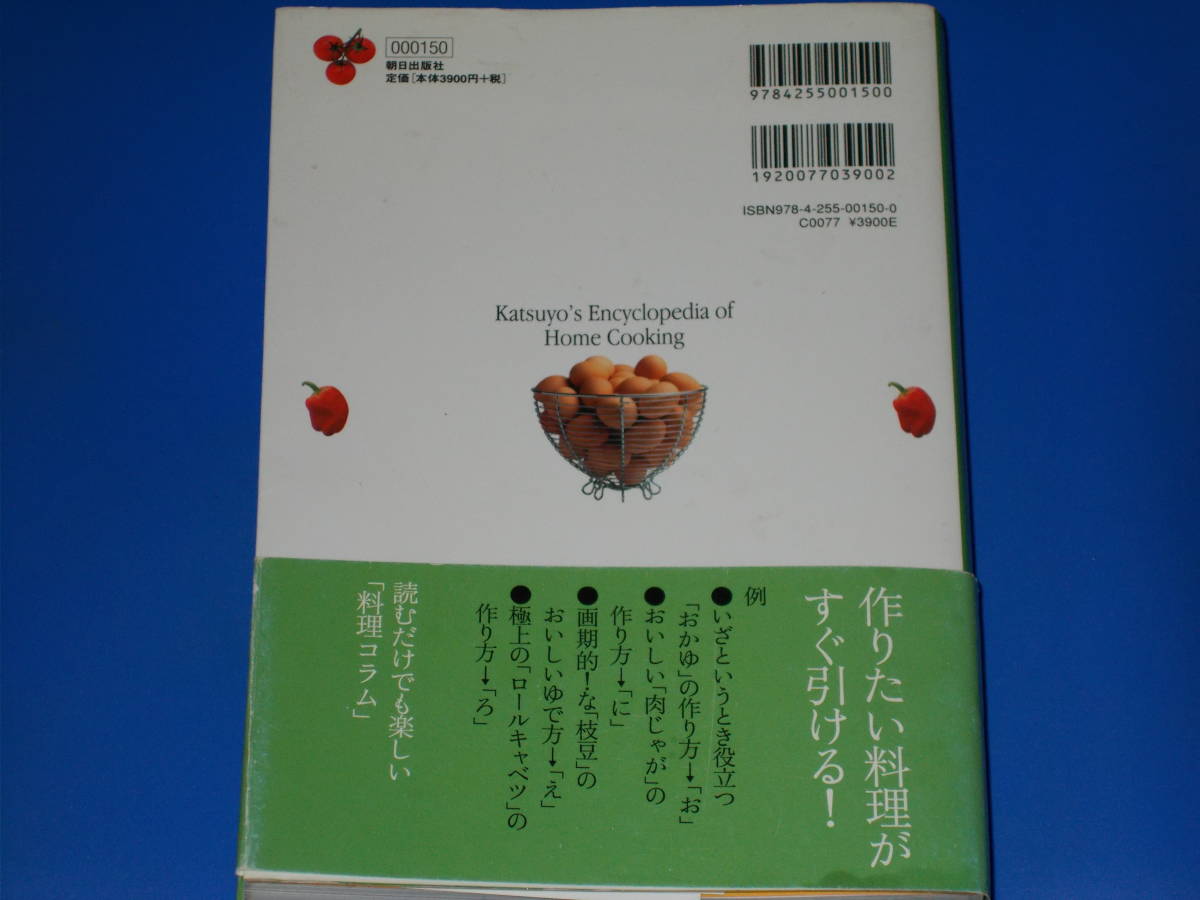 000150
朝日出版社
定価[本体3900円+税]
9784255001500
1920077039002
ISBN978-4-255-00150-0
C0077 ¥3900E
Katsuyo's Encyclopedia of
Home Cooking
作りたい料理が
すぐ引ける!
例
●いざというとき役立つ
「おかゆ」の作り方→「お」
●おいしい「肉じゃが」の
作り方→「に」
●画期的!な「枝豆」の
おいしいゆで方→「え」
●極上の「ロールキャベツ」の
作り方→「ろ」
読むだけでも楽しい
「料理コラム」